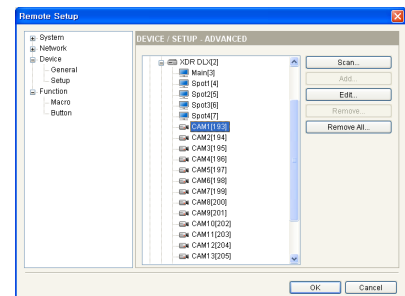 Remote Setup
System
Network
Device
General
Setup
Function
Macro
Button
DEVICE / SETUP - ADVANCED
XDR DLX[2]
Main[3]
Spot1[4]
Spot2[5]
Spot3[6]
Spot4[7]
CAM1[193]
CAM2[194]
CAM3[195]
CAM4[196]
CAM5[197]
CAM6[198]
CAM7[199]
CAM8[200]
CAM9[201]
CAM10[202]
CAM11[203]
CAM12[204]
CAM13[205]
Scan...
Add...
Edit...
Remove...
Remove All...
OK
Cancel